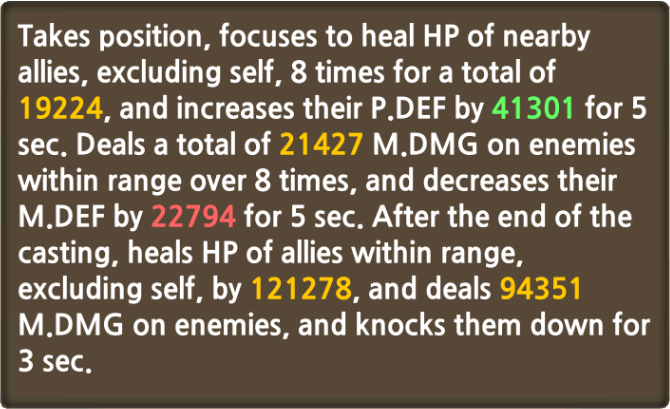 Takes position, focuses to heal HP of nearby
allies, excluding self, 8 times for a total of
19224, and increases their P.DEF by 41301 for 5
sec. Deals a total of 21427 M.DMG on enemies
within range over 8 times, and decreases their
M.DEF by 22794 for 5 sec. After the end of the
casting, heals HP of allies within range,
excluding self, by 121278, and deals 94351
M.DMG on enemies, and knocks them down for
3 sec.